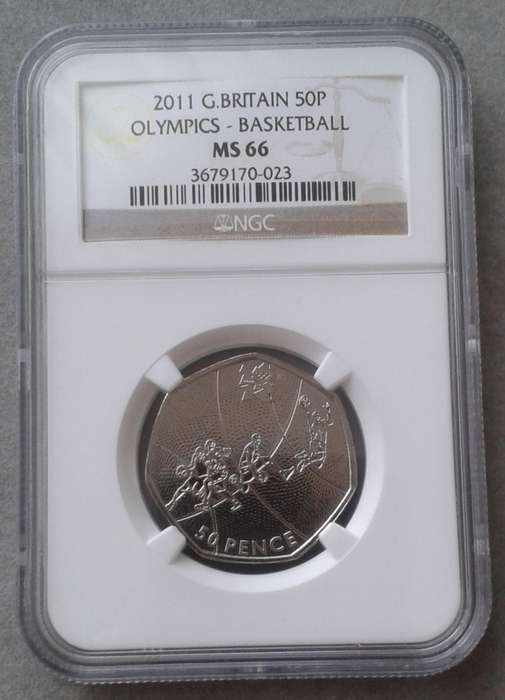 2011 G.BRITAIN 50P
OLYMPICS - BASKETBALL
MS 66
3679170-023
NGC
50 PENCE